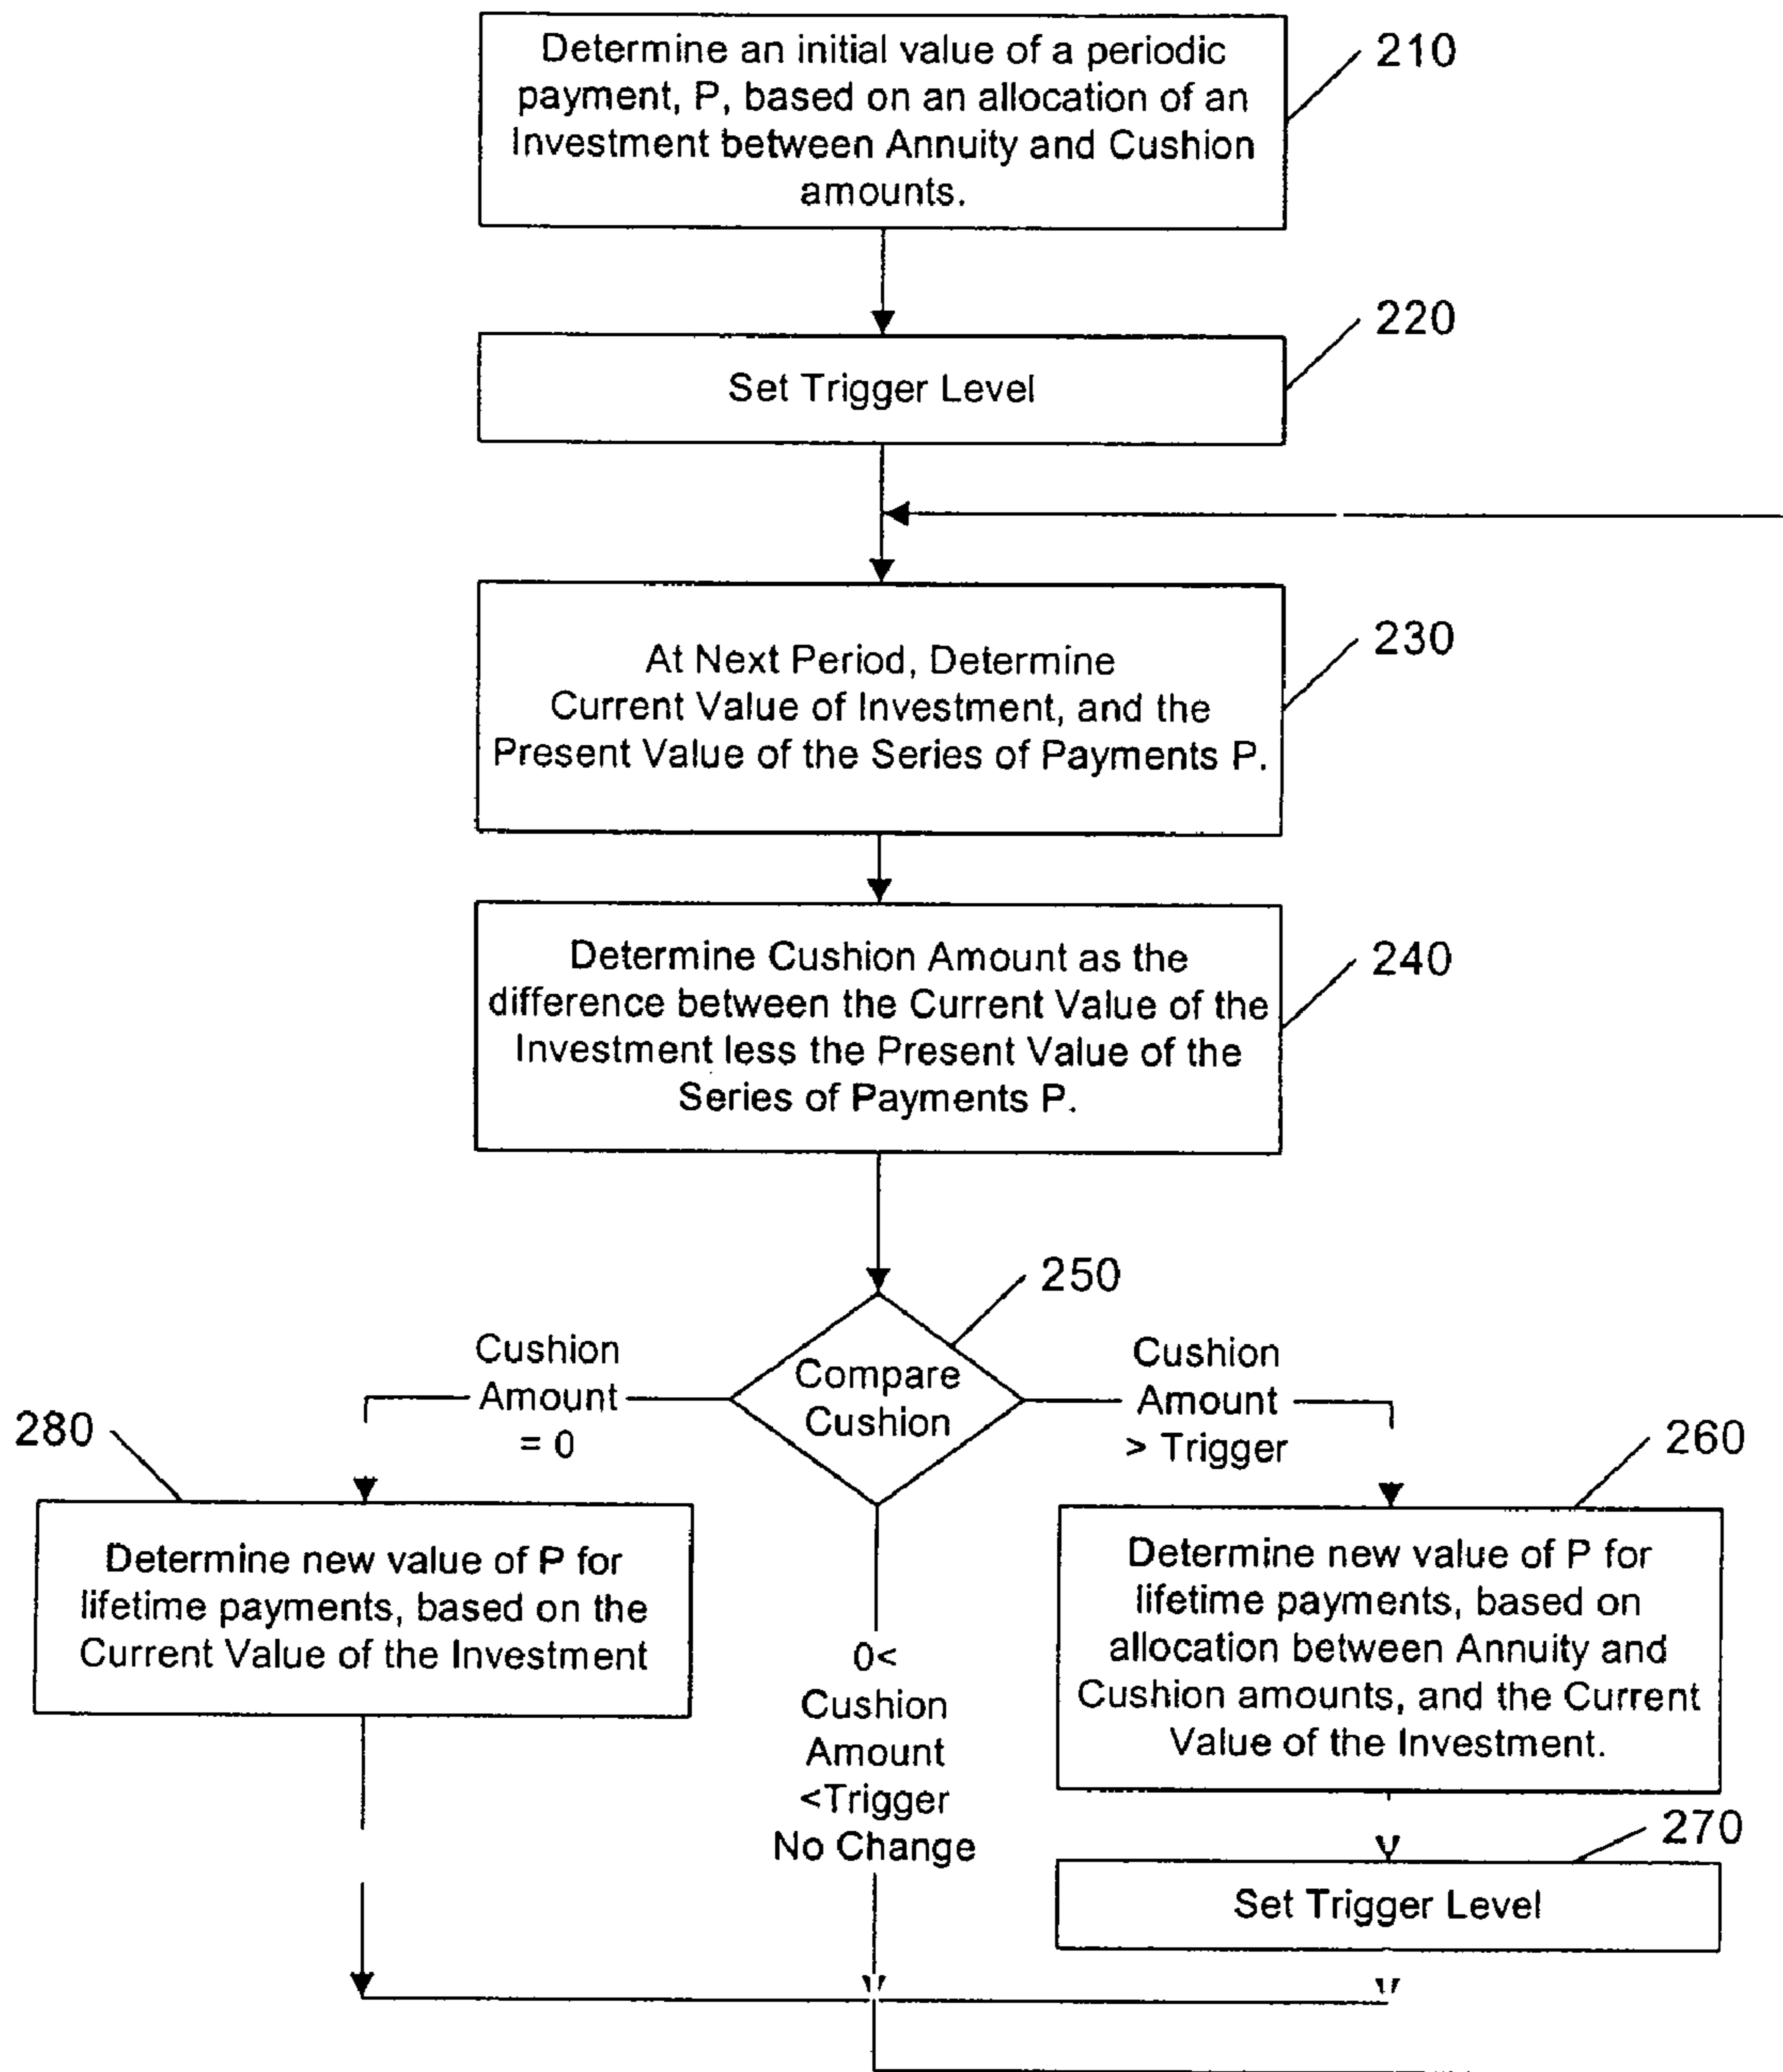 Determine an initial value of a periodic
payment, P, based on an allocation of an
Investment between Annuity and Cushion
amounts.
210
Set Trigger Level
220
At Next Period, Determine
Current Value of Investment, and the
Present Value of the Series of Payments P.
230
Determine Cushion Amount as the
difference between the Current Value of the
Investment less the Present Value of the
Series of Payments P.
240
250
Compare
Cushion
Cushion
Amount
= 0
Cushion
Amount
> Trigger
280
Determine new value of P for
lifetime payments, based on the
Current Value of the Investment
0<
Cushion
Amount
<Trigger
No Change
260
Determine new value of P for
lifetime payments, based on
allocation between Annuity and
Cushion amounts, and the Current
Value of the Investment.
270
Set Trigger Level